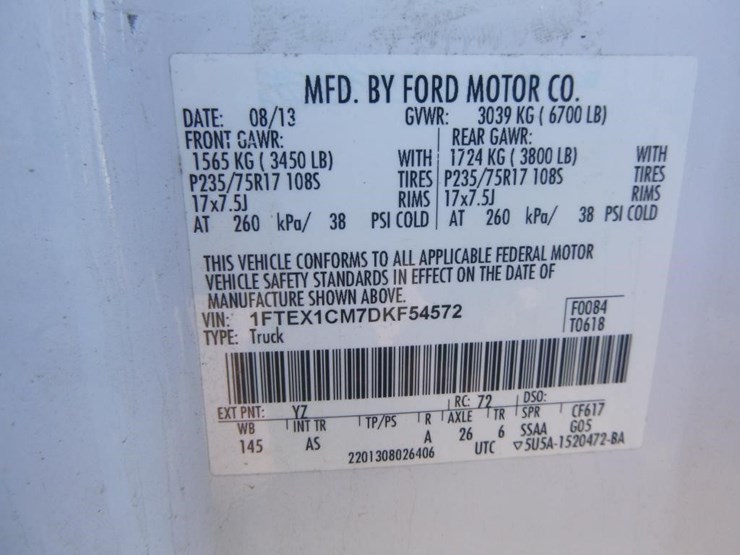 MFD. BY FORD MOTOR CO.
DATE: 08/13 GVWR: 3039 KG ( 6700 LB)
FRONT GAWR: REAR GAWR:
1565 KG ( 3450 LB) WITH 1724 KG ( 3800 LB) WITH
P235/75R17 108S TIRES P235/75R17 108S TIRES
17x7.5J RIMS 17x7.5J RIMS
AT 260 kPa/ 38 PSI COLD AT 260 kPa/ 38 PSI COLD
THIS VEHICLE CONFORMS TO ALL APPLICABLE FEDERAL MOTOR
VEHICLE SAFETY STANDARDS IN EFFECT ON THE DATE OF
MANUFACTURE SHOWN ABOVE.
VIN: 1FTEX1CM7DKF54572 F0084
TYPE: Truck T0618
EXT PNT: YZ RC: 72 DSO:
WB INT TR TP/PS R AXLE TR SPR CF617
145 AS A 26 6 SSAA G05
2201308026406 UTC ▽5U5A-1520472-BA